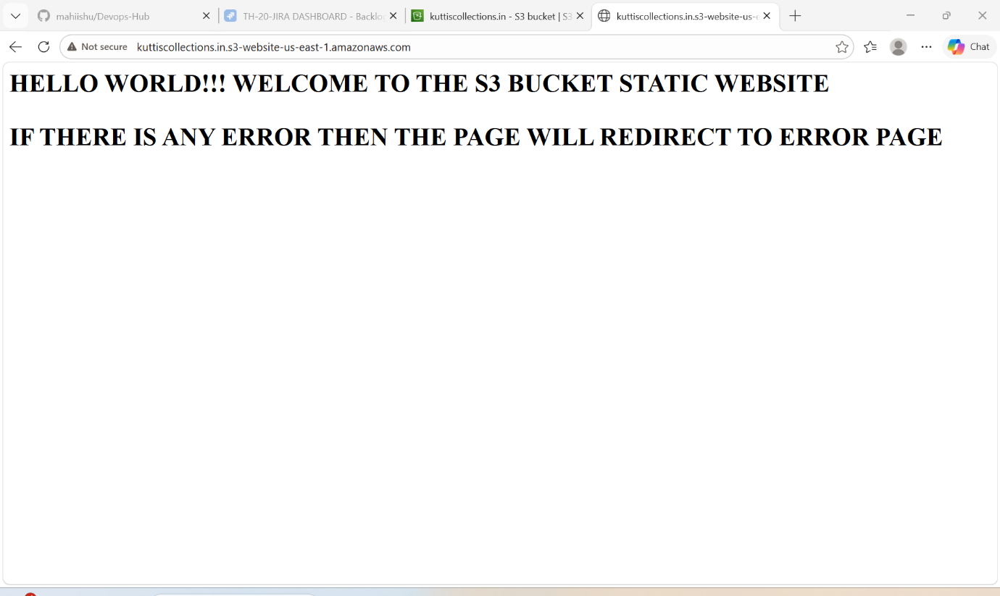 mahiishu/Devops-Hub
TH-20-JIRA DASHBOARD - Backlog
kuttiscollections.in - S3 bucket | S3
kuttiscollections.in.s3-website-us-e
Not secure
kuttiscollections.in.s3-website-us-east-1.amazonaws.com
Chat
HELLO WORLD!!! WELCOME TO THE S3 BUCKET STATIC WEBSITE
IF THERE IS ANY ERROR THEN THE PAGE WILL REDIRECT TO ERROR PAGE